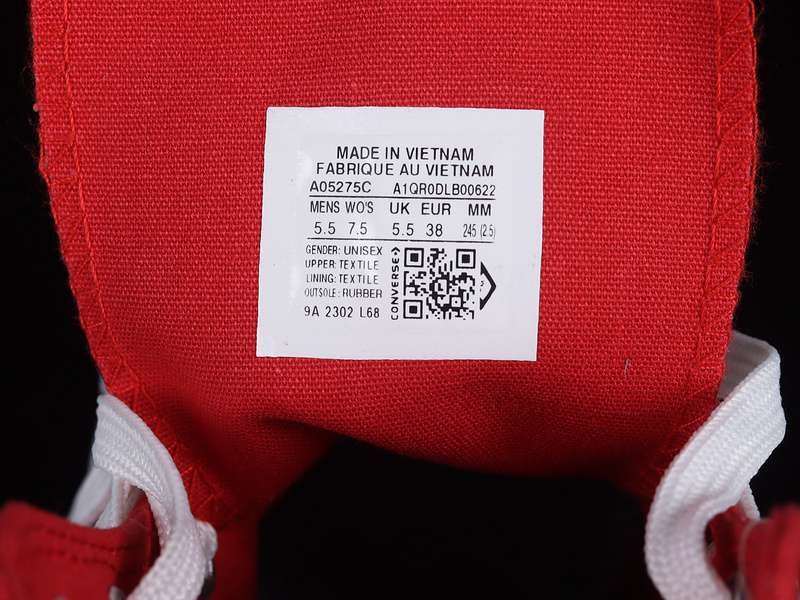 MADE IN VIETNAM
FABRIQUE AU VIETNAM
A05275C A1QR0DLB00622
MENS WO'S UK EUR MM
5.5 7.5 5.5 38 245 (2.5)
GENDER: UNISEX
UPPER: TEXTILE
LINING: TEXTILE
OUTSOLE: RUBBER
9A 2302 L68
CONVERSE